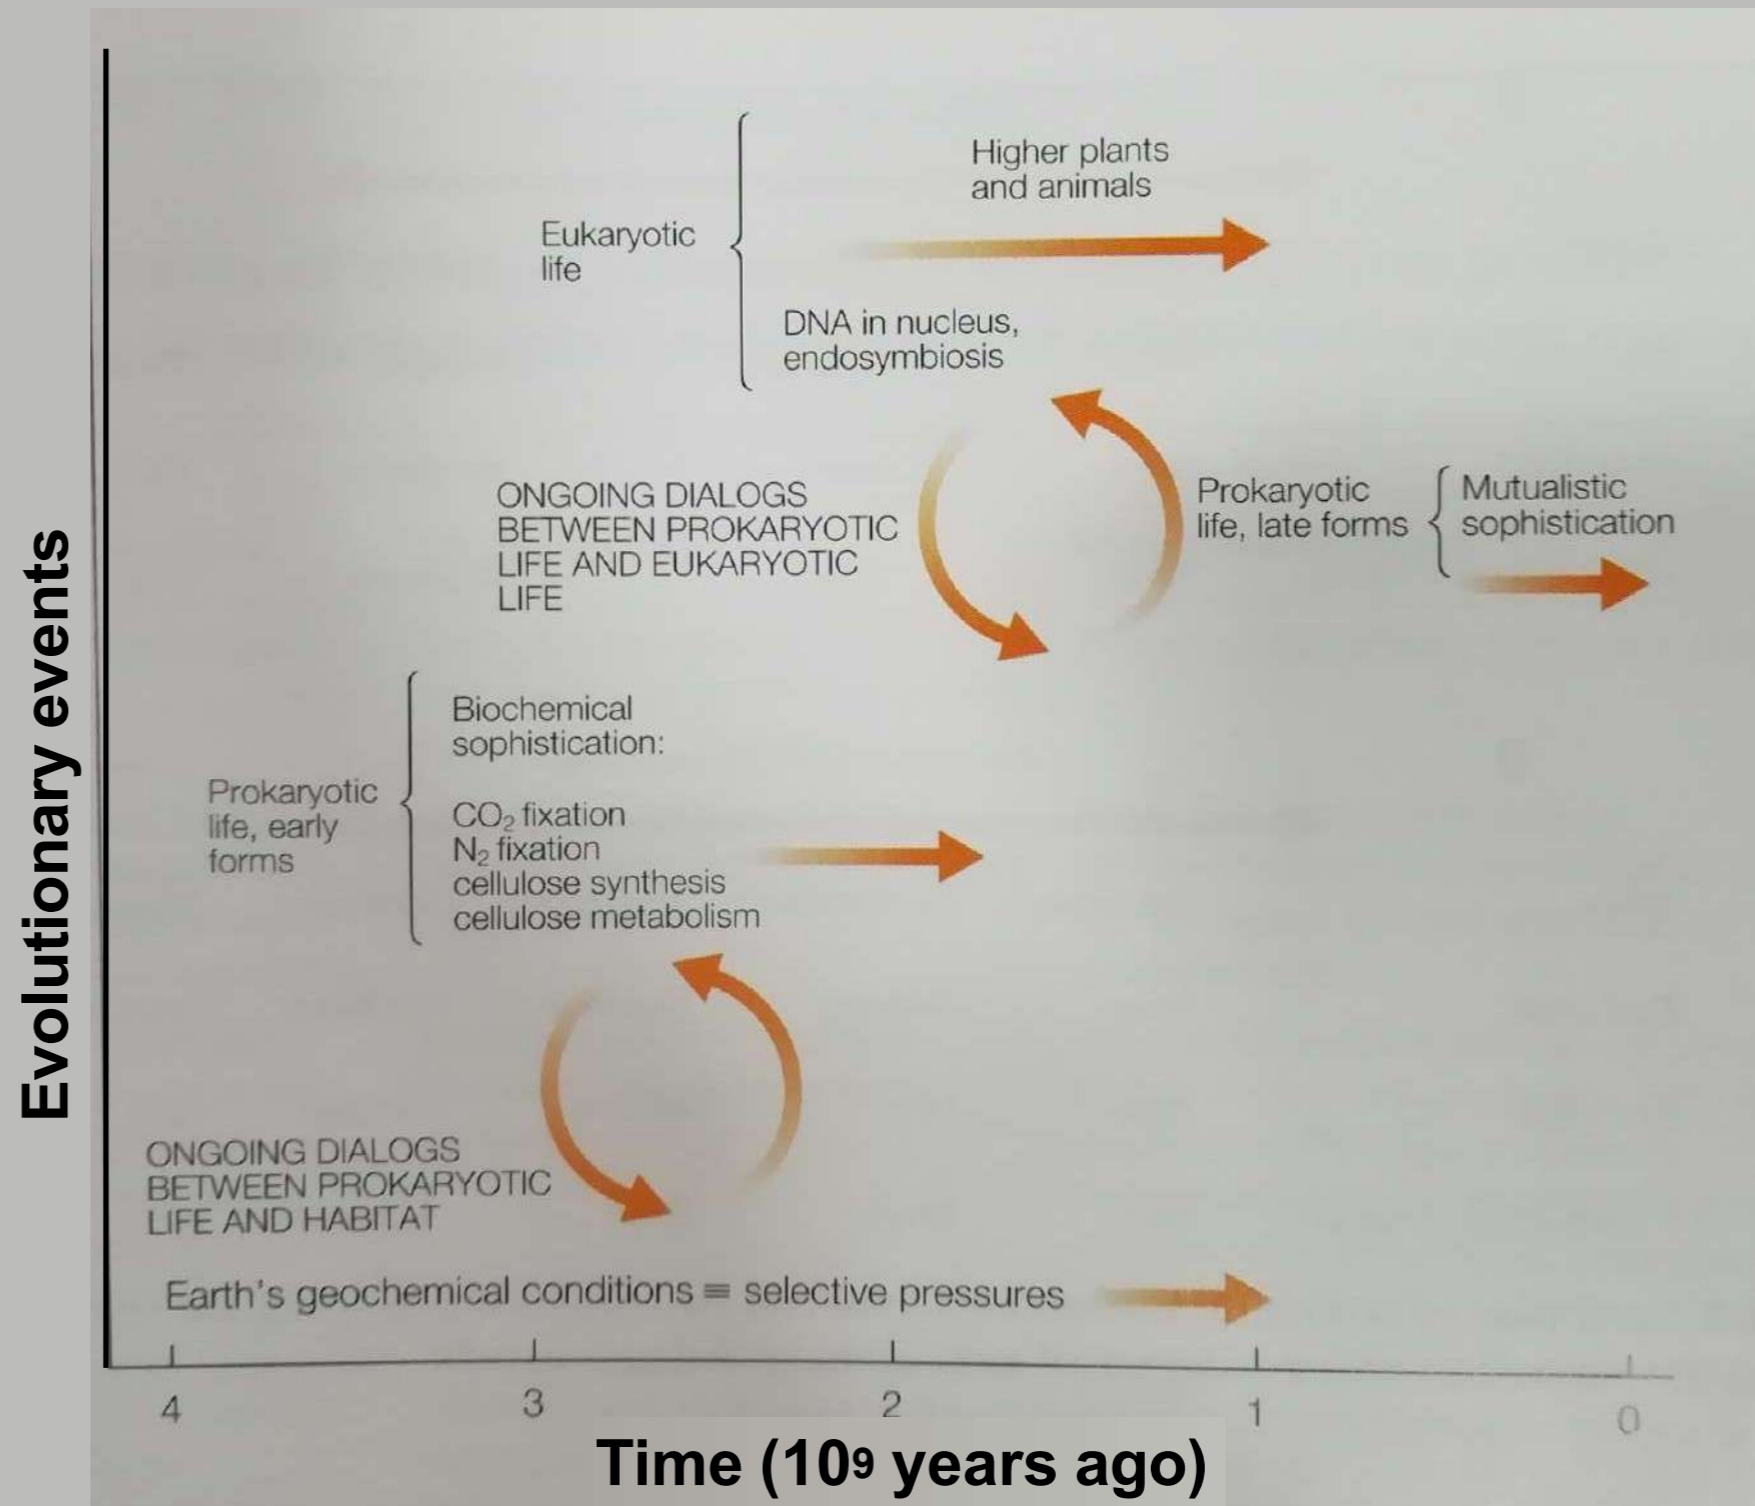 Evolutionary events
Higher plants
and animals
Eukaryotic
life
DNA in nucleus,
endosymbiosis
ONGOING DIALOGS
BETWEEN PROKARYOTIC
LIFE AND EUKARYOTIC
LIFE
Prokaryotic
life, late forms
Mutualistic
sophistication
Biochemical
sophistication:
Prokaryotic
life, early
forms
CO₂ fixation
N₂ fixation
cellulose synthesis
cellulose metabolism
ONGOING DIALOGS
BETWEEN PROKARYOTIC
LIFE AND HABITAT
Earth's geochemical conditions ≡ selective pressures
4 3 2 1 0
Time (10⁹ years ago)